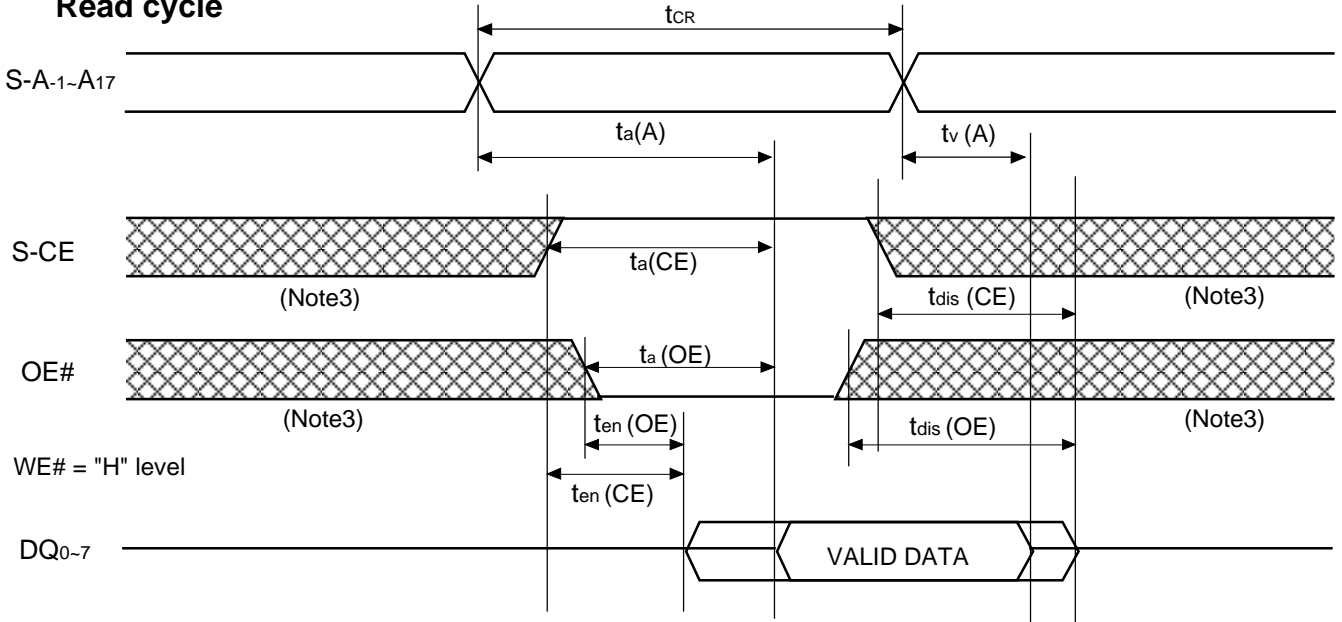 Read cycle
tCR
S-A-1~A17
ta(A)
tv (A)
S-CE
ta(CE)
(Note3)
tdis (CE)
(Note3)
OE#
ta (OE)
(Note3)
ten (OE)
tdis (OE)
(Note3)
WE# = "H" level
ten (CE)
DQ0~7
VALID DATA